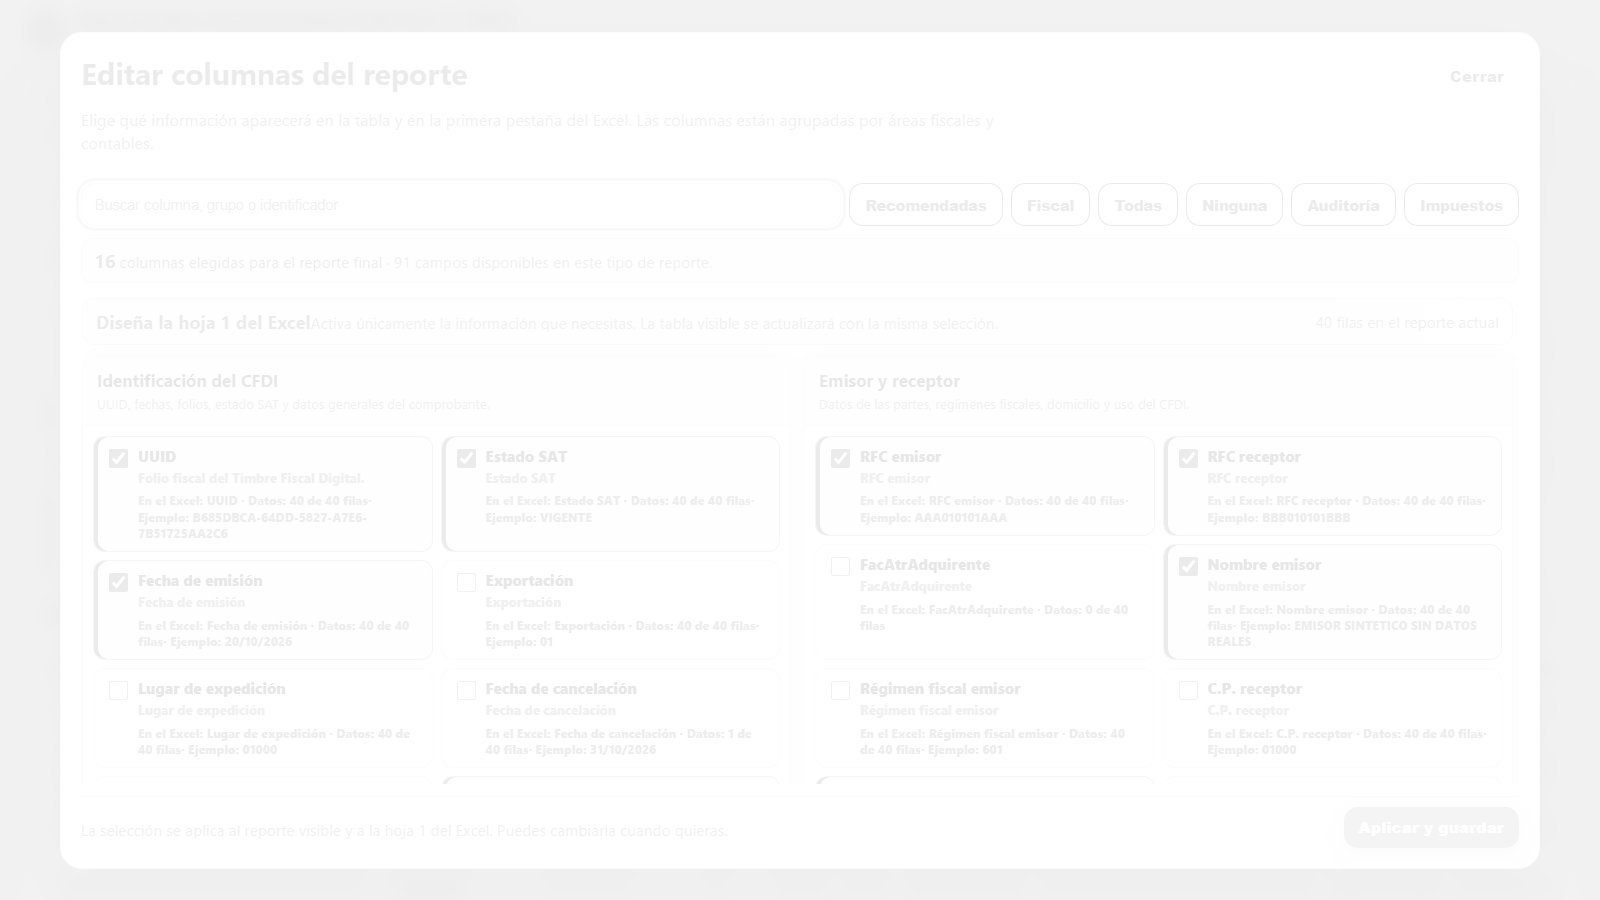 Editar columnas del reporte
Cerrar
Elige qué información aparecerá en la tabla y en la primera pestaña del Excel. Las columnas están agrupadas por áreas fiscales y
contables.
Buscar columna, grupo o identificador
Recomendadas
Fiscal
Todas
Ninguna
Auditoría
Impuestos
16 columnas elegidas para el reporte final · 91 campos disponibles en este tipo de reporte.
Diseña la hoja 1 del ExcelActiva únicamente la información que necesitas. La tabla visible se actualizará con la misma selección.
40 filas en el reporte actual
Identificación del CFDI
UUID, fechas, folios, estado SAT y datos generales del comprobante.
UUID
Folio fiscal del Timbre Fiscal Digital.
En el Excel: UUID · Datos: 40 de 40 filas·
Ejemplo: B685DBCA-64DD-5827-A7E6-
7B51725AA2C6
Estado SAT
Estado SAT
En el Excel: Estado SAT · Datos: 40 de 40 filas·
Ejemplo: VIGENTE
Fecha de emisión
Fecha de emisión
En el Excel: Fecha de emisión · Datos: 40 de 40
filas· Ejemplo: 20/10/2026
Exportación
Exportación
En el Excel: Exportación · Datos: 40 de 40 filas·
Ejemplo: 01
Lugar de expedición
Lugar de expedición
En el Excel: Lugar de expedición · Datos: 40 de
40 filas· Ejemplo: 01000
Fecha de cancelación
Fecha de cancelación
En el Excel: Fecha de cancelación · Datos: 1 de
40 filas· Ejemplo: 31/10/2026
Emisor y receptor
Datos de las partes, regímenes fiscales, domicilio y uso del CFDI.
RFC emisor
RFC emisor
En el Excel: RFC emisor · Datos: 40 de 40 filas·
Ejemplo: AAA010101AAA
RFC receptor
RFC receptor
En el Excel: RFC receptor · Datos: 40 de 40 filas·
Ejemplo: BBB010101BBB
FacAtrAdquirente
FacAtrAdquirente
En el Excel: FacAtrAdquirente · Datos: 0 de 40
filas
Nombre emisor
Nombre emisor
En el Excel: Nombre emisor · Datos: 40 de 40
filas· Ejemplo: EMISOR SINTETICO SIN DATOS
REALES
Régimen fiscal emisor
Régimen fiscal emisor
En el Excel: Régimen fiscal emisor · Datos: 40
de 40 filas· Ejemplo: 601
C.P. receptor
C.P. receptor
En el Excel: C.P. receptor · Datos: 40 de 40 filas·
Ejemplo: 01000
La selección se aplica al reporte visible y a la hoja 1 del Excel. Puedes cambiarla cuando quieras.
Aplicar y guardar